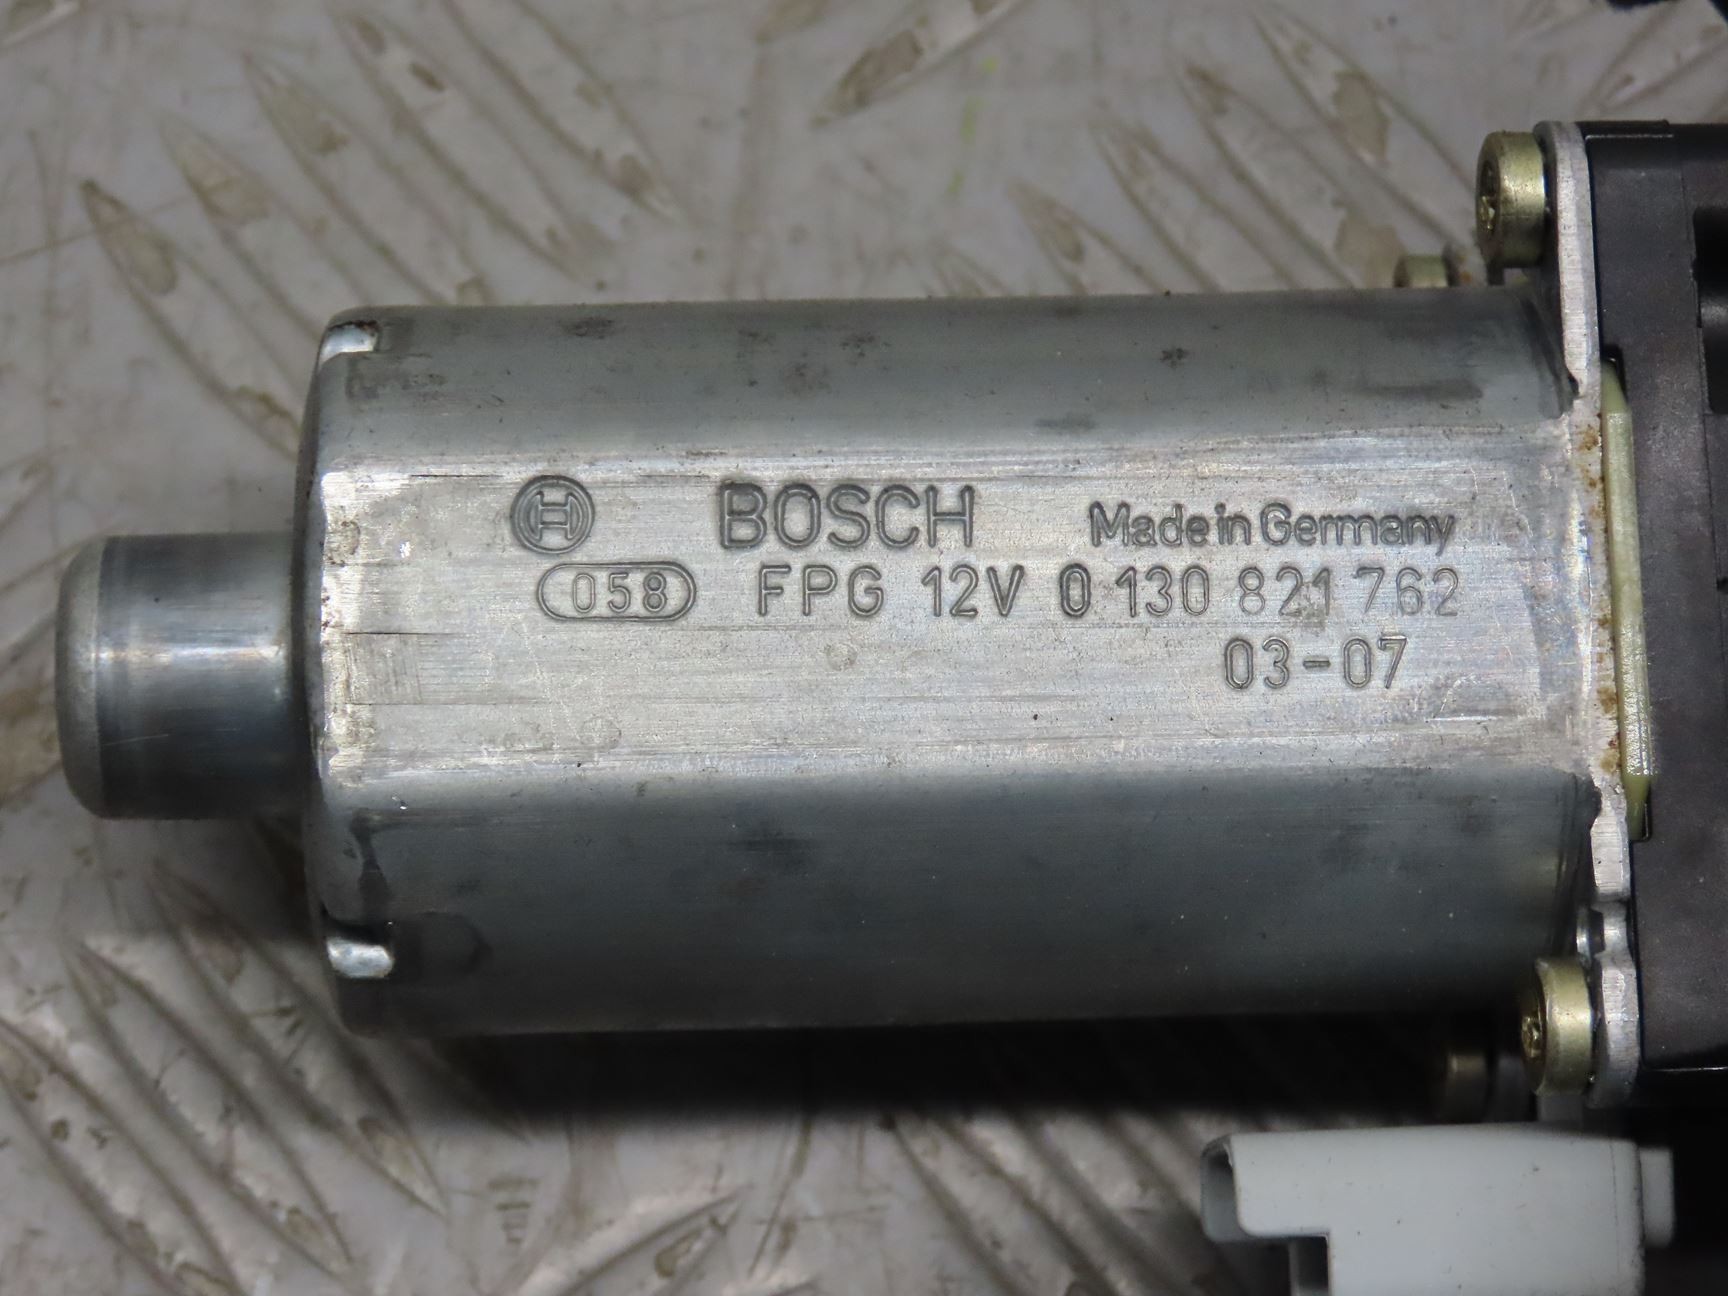 BOSCH Made in Germany
058 FPG 12V 0 130 821 762
03-07